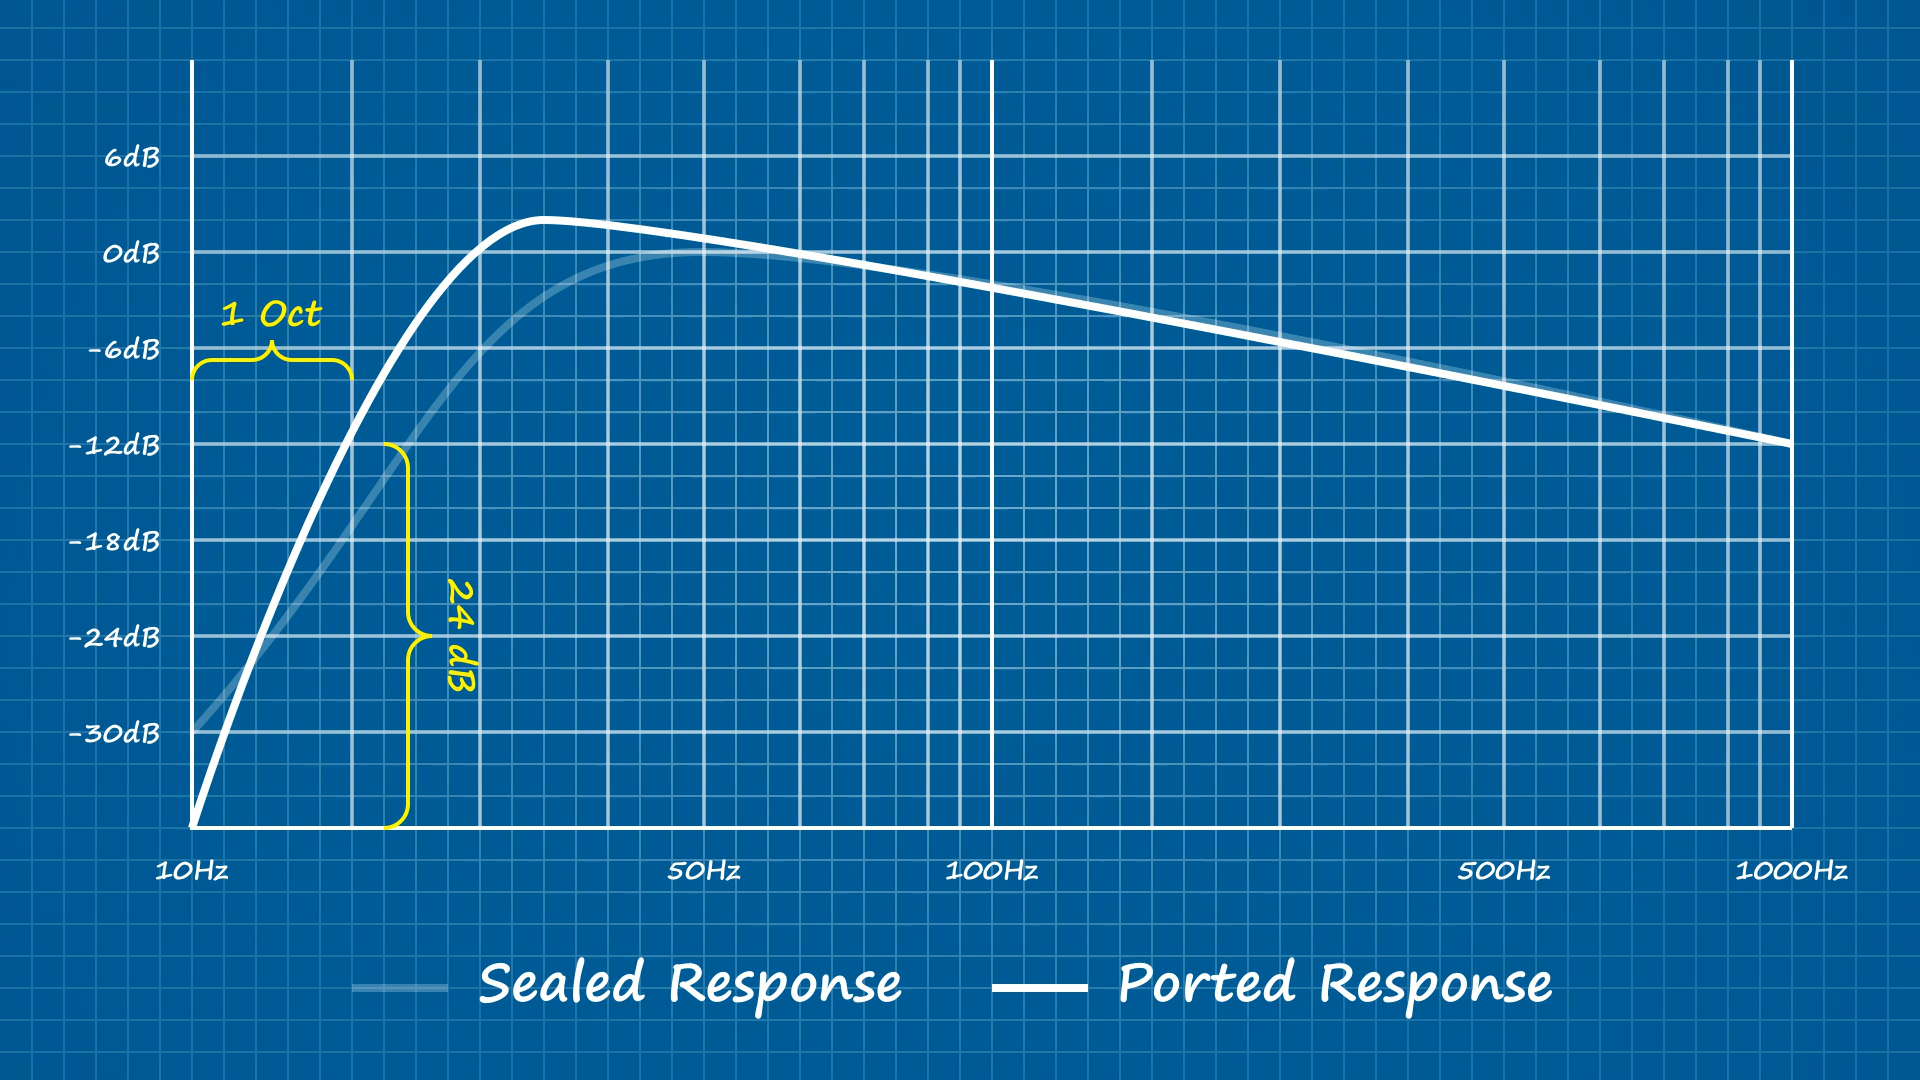 6dB
0dB
1 Oct
-6dB
-12dB
-18dB
24 dB
-24dB
-30dB
10Hz 50Hz 100Hz 500Hz 1000Hz
Sealed Response Ported Response